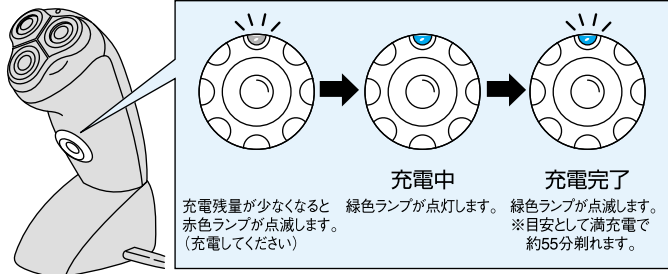 充電残量が少なくなると
赤色ランプが点滅します。
(充電してください)
充電中
緑色ランプが点灯します。
充電完了
緑色ランプが点滅します。
※目安として満充電で
約55分剃れます。